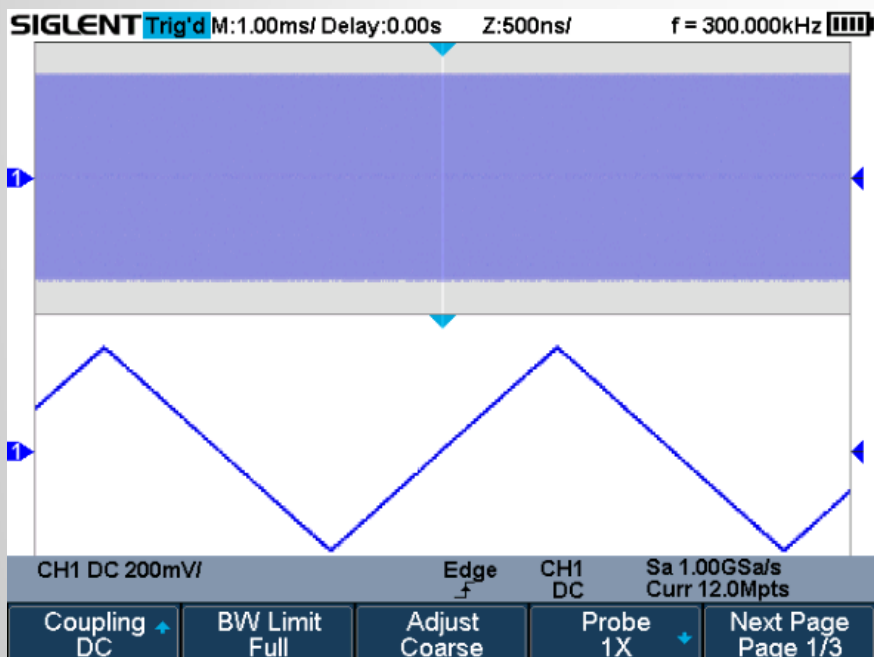 SIGLENT Trig'd M:1.00ms/ Delay:0.00s Z:500ns/ f = 300.000kHz
1
1
CH1 DC 200mV/ Edge CH1 Sa 1.00GSa/s
DC Curr 12.0Mpts
Coupling BW Limit Adjust Probe Next Page
DC Full Coarse 1X Page 1/3